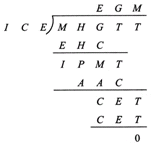 E G M
I C E ) M H G T T
E H C
I P M T
A A C
C E T
C E T
0